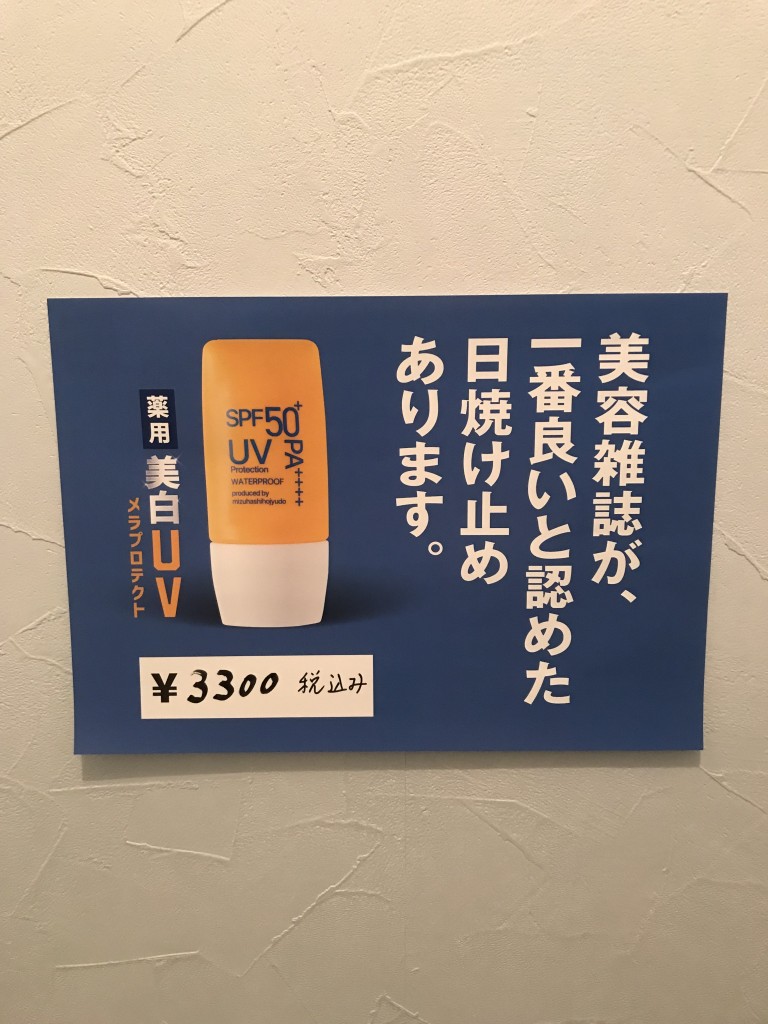 美容雑誌が、
一番良いと認めた
日焼け止め
あります。
薬用
美白UV
メラプロテクト
SPF50+
PA++++
UV
Protection
WATERPROOF
produced by
mizuhashihojyudo
¥3300 税込み